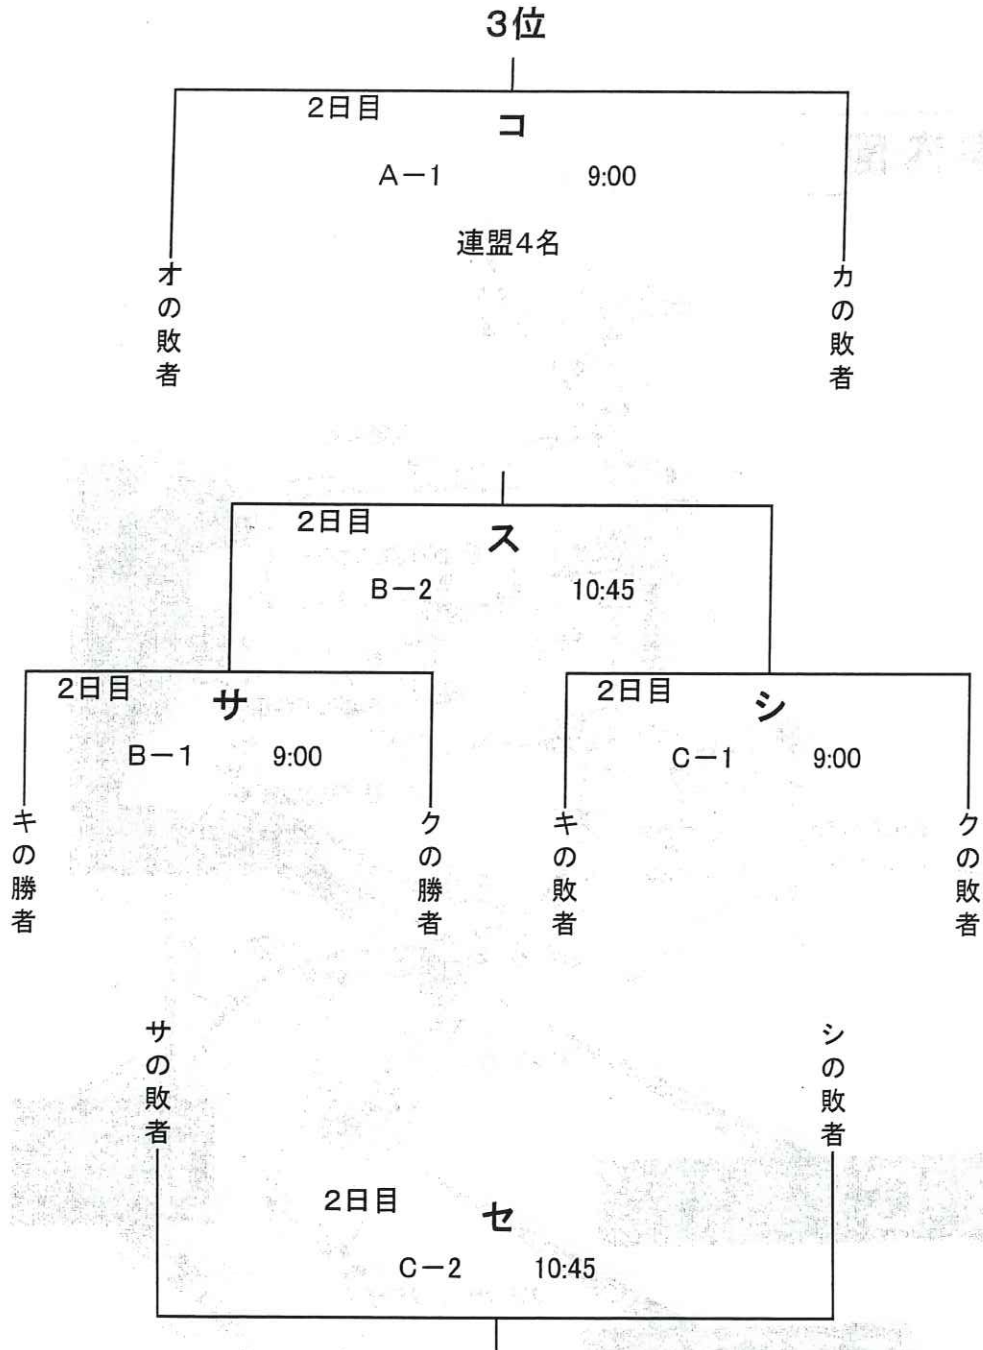 3位
2日目
コ
A－1 9:00
連盟4名
オの敗者
カの敗者
2日目
ス
B－2 10:45
2日目 サ
2日目 シ
B－1 9:00
C－1 9:00
キの勝者
クの勝者
キの敗者
クの敗者
サの敗者
シの敗者
2日目 セ
C－2 10:45